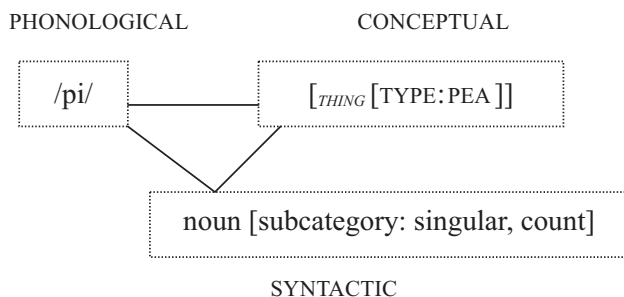 PHONOLOGICAL CONCEPTUAL
/pi/ [THING [TYPE:PEA ]]
noun [subcategory: singular, count]
SYNTACTIC